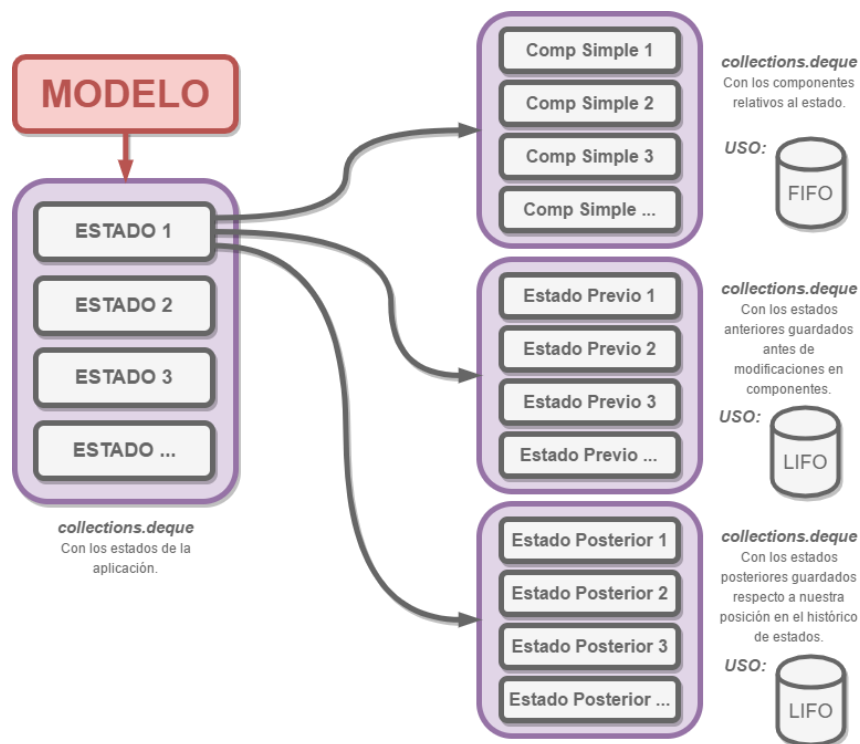 MODELO
ESTADO 1
ESTADO 2
ESTADO 3
ESTADO ...
collections.deque
Con los estados de la
aplicación.
Comp Simple 1
Comp Simple 2
Comp Simple 3
Comp Simple ...
collections.deque
Con los componentes
relativos al estado.
USO:
FIFO
Estado Previo 1
Estado Previo 2
Estado Previo 3
Estado Previo ...
collections.deque
Con los estados
anteriores guardados
antes de
modificaciones en
componentes.
USO:
LIFO
Estado Posterior 1
Estado Posterior 2
Estado Posterior 3
Estado Posterior ...
collections.deque
Con los estados
posteriores guardados
respecto a nuestra
posición en el histórico
de estados.
USO:
LIFO